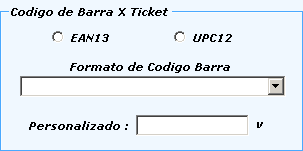 Codigo de Barra X Ticket
EAN13 UPC12
Formato de Codigo Barra
Personalizado : v